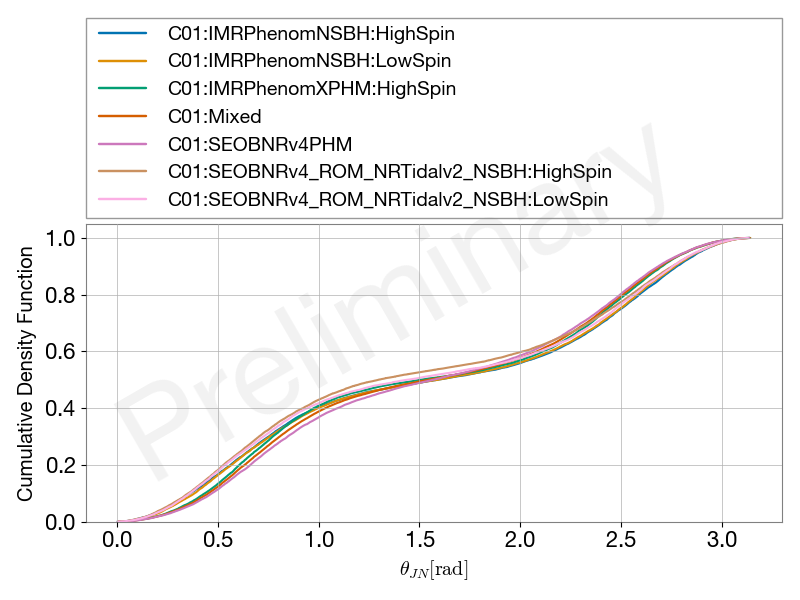 C01:IMRPhenomNSBH:HighSpin
C01:IMRPhenomNSBH:LowSpin
C01:IMRPhenomXPHM:HighSpin
C01:Mixed
C01:SEOBNRv4PHM
C01:SEOBNRv4_ROM_NRTidalv2_NSBH:HighSpin
C01:SEOBNRv4_ROM_NRTidalv2_NSBH:LowSpin
Preliminary
Cumulative Density Function
1.0
0.8
0.6
0.4
0.2
0.0
0.0 0.5 1.0 1.5 2.0 2.5 3.0
θ_{JN}[rad]